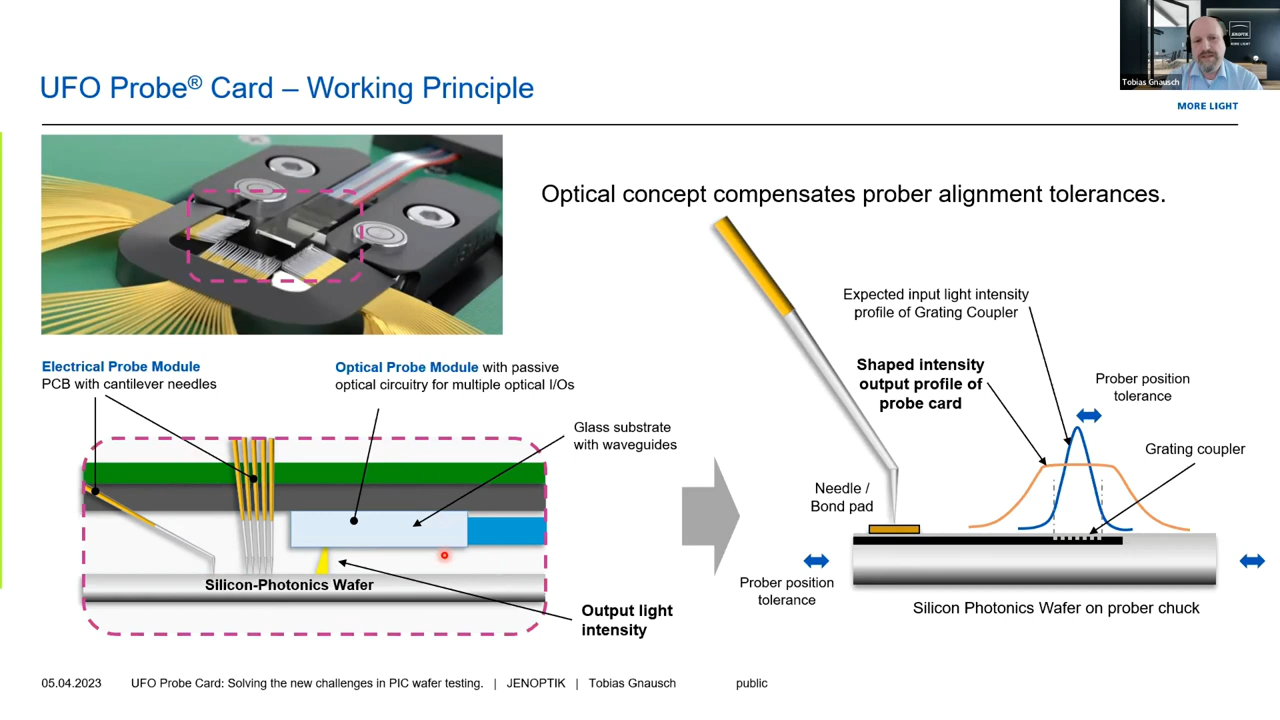 UFO Probe® Card – Working Principle
Tobias Gnausch
MORE LIGHT
Optical concept compensates prober alignment tolerances.
Electrical Probe Module
PCB with cantilever needles
Optical Probe Module with passive
optical circuitry for multiple optical I/Os
Glass substrate
with waveguides
Silicon-Photonics Wafer
Output light
intensity
Expected input light intensity
profile of Grating Coupler
Shaped intensity
output profile of
probe card
Prober position
tolerance
Grating coupler
Needle /
Bond pad
Prober position
tolerance
Silicon Photonics Wafer on prober chuck
05.04.2023 UFO Probe Card: Solving the new challenges in PIC wafer testing. | JENOPTIK | Tobias Gnausch public